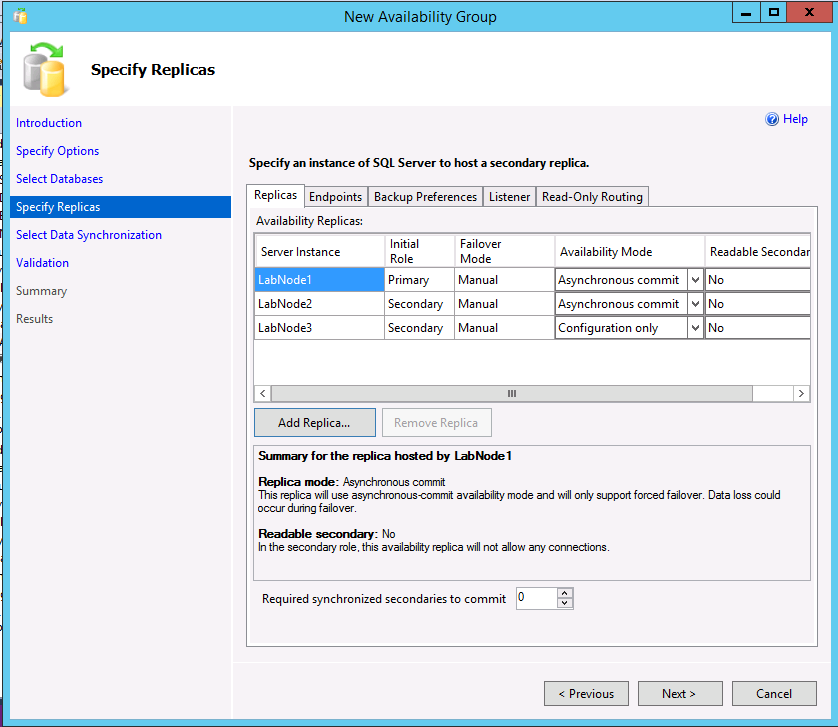 New Availability Group
Specify Replicas
Help
Introduction
Specify Options
Select Databases
Specify Replicas
Select Data Synchronization
Validation
Summary
Results
Specify an instance of SQL Server to host a secondary replica.
Replicas Endpoints Backup Preferences Listener Read-Only Routing
Availability Replicas:
Server Instance Initial Role Failover Mode Availability Mode Readable Secondar
LabNode1 Primary Manual Asynchronous commit No
LabNode2 Secondary Manual Asynchronous commit No
LabNode3 Secondary Manual Configuration only No
Add Replica... Remove Replica
Summary for the replica hosted by LabNode1
Replica mode: Asynchronous commit
This replica will use asynchronous-commit availability mode and will only support forced failover. Data loss could
occur during failover.
Readable secondary: No
In the secondary role, this availability replica will not allow any connections.
Required synchronized secondaries to commit 0
< Previous Next > Cancel